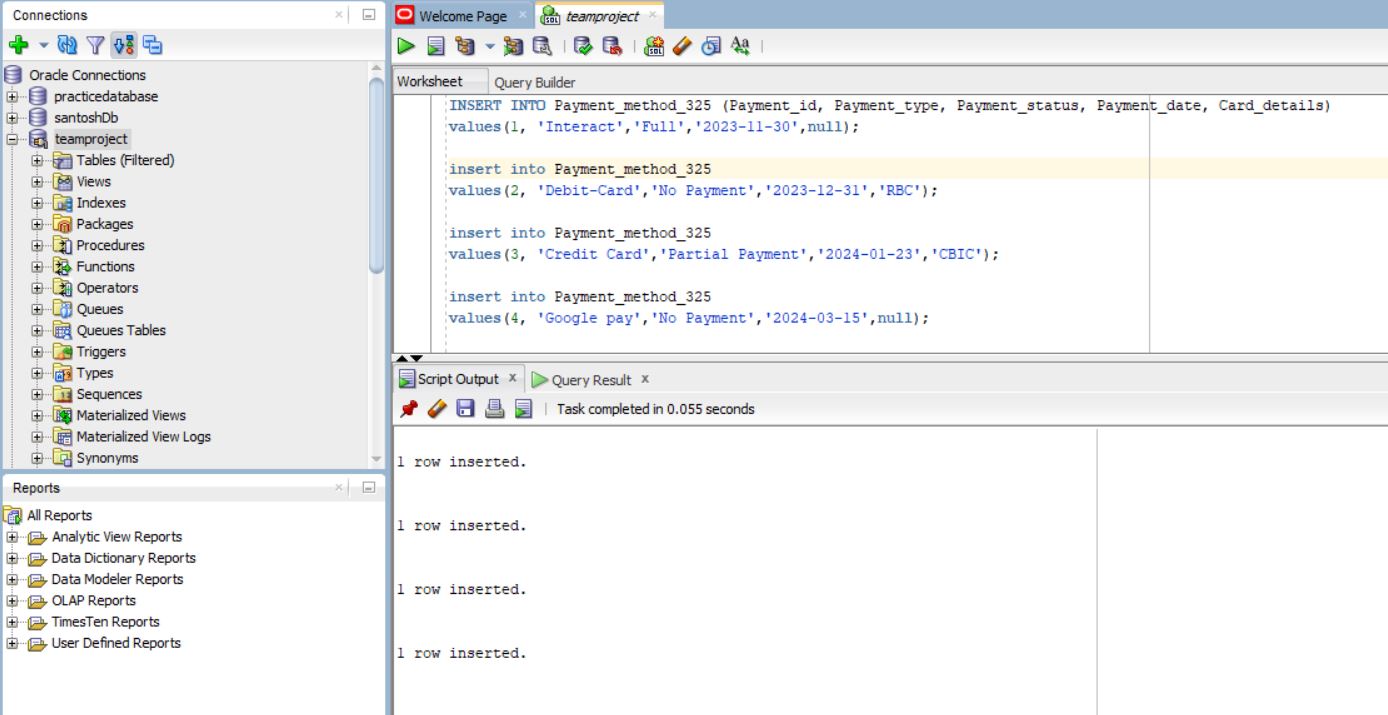 Connections
Oracle Connections
practicedatabase
santoshDb
teamproject
Tables (Filtered)
Views
Indexes
Packages
Procedures
Functions
Operators
Queues
Queues Tables
Triggers
Types
Sequences
Materialized Views
Materialized View Logs
Synonyms
Reports
All Reports
Analytic View Reports
Data Dictionary Reports
Data Modeler Reports
OLAP Reports
TimesTen Reports
User Defined Reports
Welcome Page
teamproject
Worksheet
Query Builder
INSERT INTO Payment_method_325 (Payment_id, Payment_type, Payment_status, Payment_date, Card_details)
values(1, 'Interact','Full','2023-11-30',null);
insert into Payment_method_325
values(2, 'Debit-Card','No Payment','2023-12-31','RBC');
insert into Payment_method_325
values(3, 'Credit Card','Partial Payment','2024-01-23','CBIC');
insert into Payment_method_325
values(4, 'Google pay','No Payment','2024-03-15',null);
Script Output x
Query Result x
Task completed in 0.055 seconds
1 row inserted.
1 row inserted.
1 row inserted.
1 row inserted.